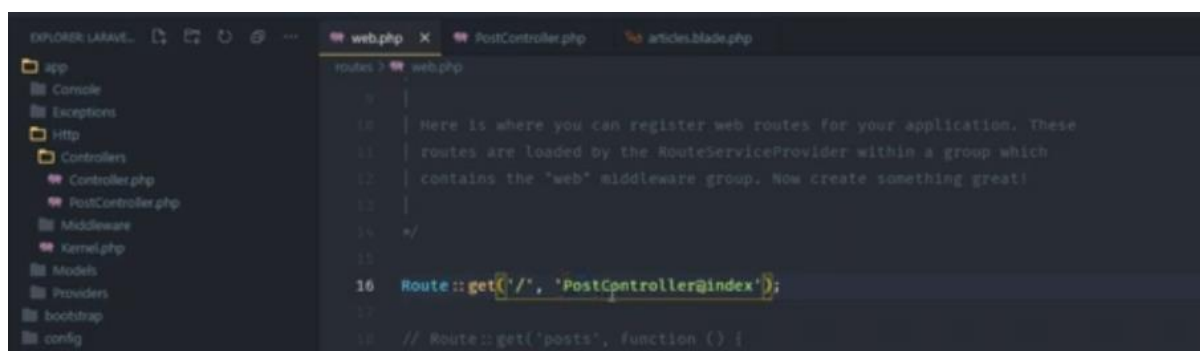 EXPLORER: LARAVE...
web.php
PostController.php
articles.blade.php
routes > web.php
app
Console
Exceptions
Http
Controllers
Controller.php
PostController.php
Middleware
Kernel.php
Models
Providers
bootstrap
config
9 |
10 | Here is where you can register web routes for your application. These
11 | routes are loaded by the RouteServiceProvider within a group which
12 | contains the "web" middleware group. Now create something great!
13 |
14 */
15
16 Route::get('/', 'PostController@index');
17
18 // Route::get('posts', function () {